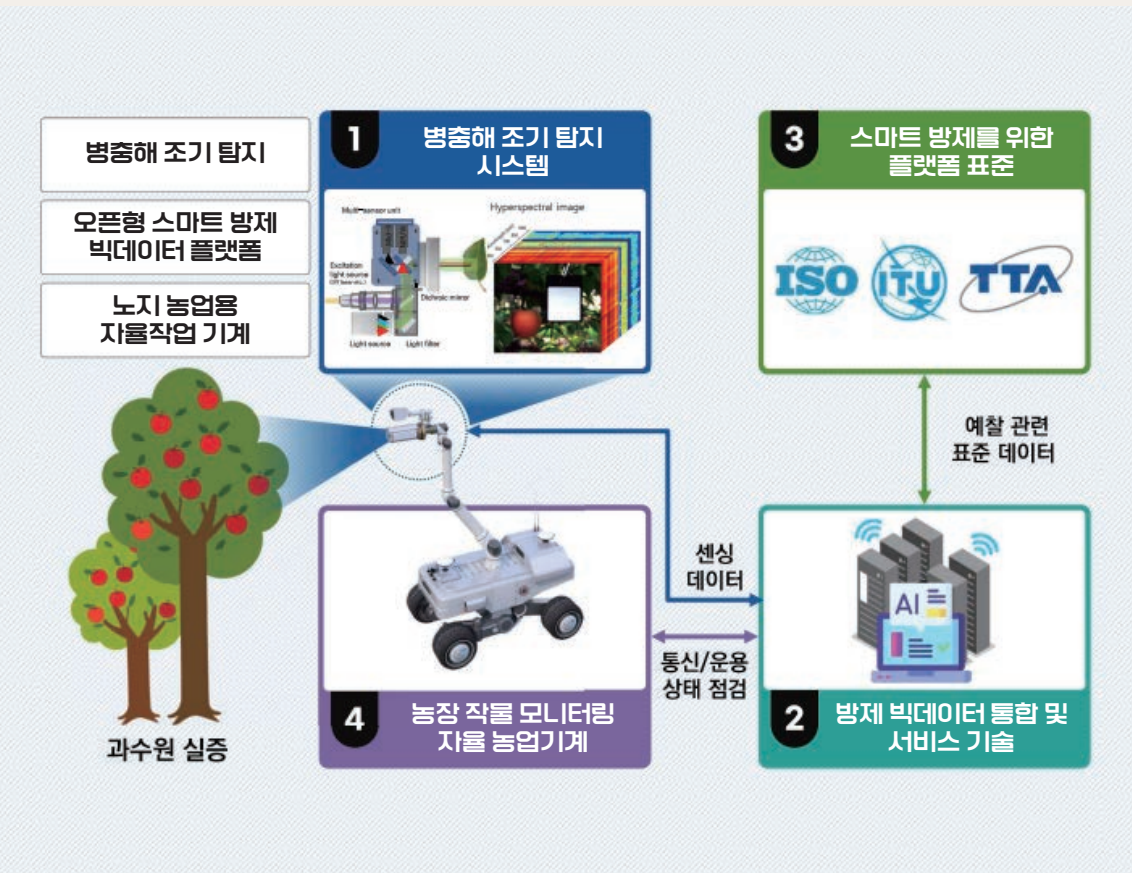 병충해 조기 탐지
오픈형 스마트 방제
빅데이터 플랫폼
노지 농업용
자율작업 기계
1
병충해 조기 탐지
시스템
Multi-sensor unit
Hyperspectral image
Excitation
light source
Dichroic mirror
Light source
Light filter
3
스마트 방제를 위한
플랫폼 표준
ISO
ITU
TTA
예찰 관련
표준 데이터
센싱
데이터
통신/운용
상태 점검
AI
4
농장 작물 모니터링
자율 농업기계
2
방제 빅데이터 통합 및
서비스 기술
과수원 실증